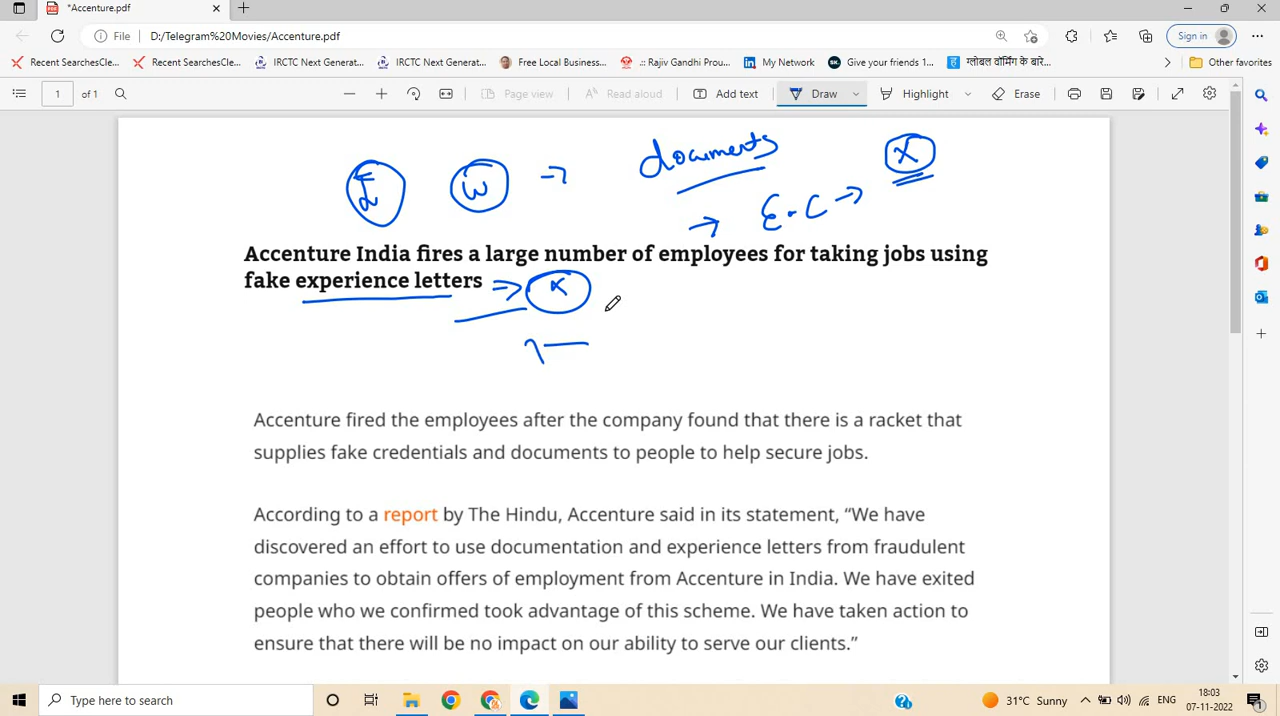 *Accenture.pdf
File D:/Telegram%20Movies/Accenture.pdf Sign in
Recent SearchesCle... Recent SearchesCle... IRCTC Next Generat... IRCTC Next Generat... Free Local Business... .: Rajiv Gandhi Prou... My Network Give your friends 1... ग्लोबल वॉर्मिंग के बारे... Other favorites
1 of 1 Page view Read aloud Add text Draw Highlight Erase
documents X
I W
E.C
Accenture India fires a large number of employees for taking jobs using
fake experience letters
Accenture fired the employees after the company found that there is a racket that
supplies fake credentials and documents to people to help secure jobs.
According to a report by The Hindu, Accenture said in its statement, “We have
discovered an effort to use documentation and experience letters from fraudulent
companies to obtain offers of employment from Accenture in India. We have exited
people who we confirmed took advantage of this scheme. We have taken action to
ensure that there will be no impact on our ability to serve our clients.”
Type here to search 31°C Sunny ENG 18:03
07-11-2022